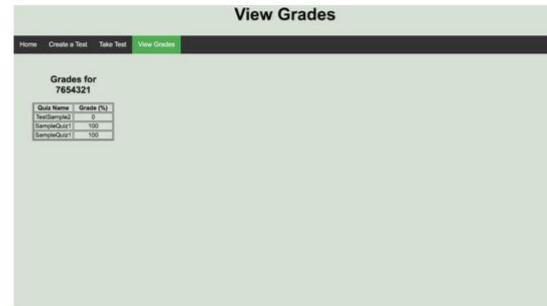 View Grades
Home Create a Test Take Test View Grades
Grades for
7654321
Quiz Name Grade (%)
TestSample2 0
SampleQuiz1 100
SampleQuiz1 100